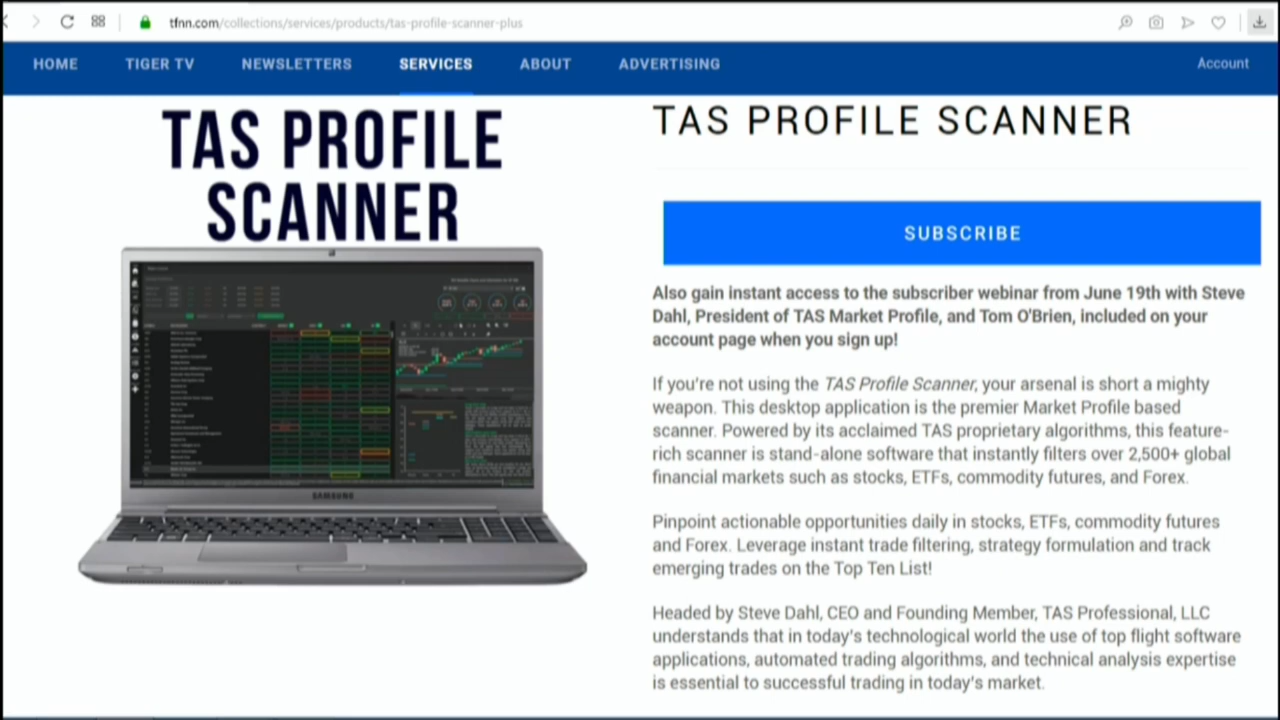 tfnn.com/collections/services/products/tas-profile-scanner-plus
HOME TIGER TV NEWSLETTERS SERVICES ABOUT ADVERTISING Account
TAS PROFILE
SCANNER
SAMSUNG
TAS PROFILE SCANNER
SUBSCRIBE
Also gain instant access to the subscriber webinar from June 19th with Steve
Dahl, President of TAS Market Profile, and Tom O'Brien, included on your
account page when you sign up!
If you're not using the TAS Profile Scanner, your arsenal is short a mighty
weapon. This desktop application is the premier Market Profile based
scanner. Powered by its acclaimed TAS proprietary algorithms, this feature-
rich scanner is stand-alone software that instantly filters over 2,500+ global
financial markets such as stocks, ETFs, commodity futures, and Forex.
Pinpoint actionable opportunities daily in stocks, ETFs, commodity futures
and Forex. Leverage instant trade filtering, strategy formulation and track
emerging trades on the Top Ten List!
Headed by Steve Dahl, CEO and Founding Member, TAS Professional, LLC
understands that in today's technological world the use of top flight software
applications, automated trading algorithms, and technical analysis expertise
is essential to successful trading in today's market.